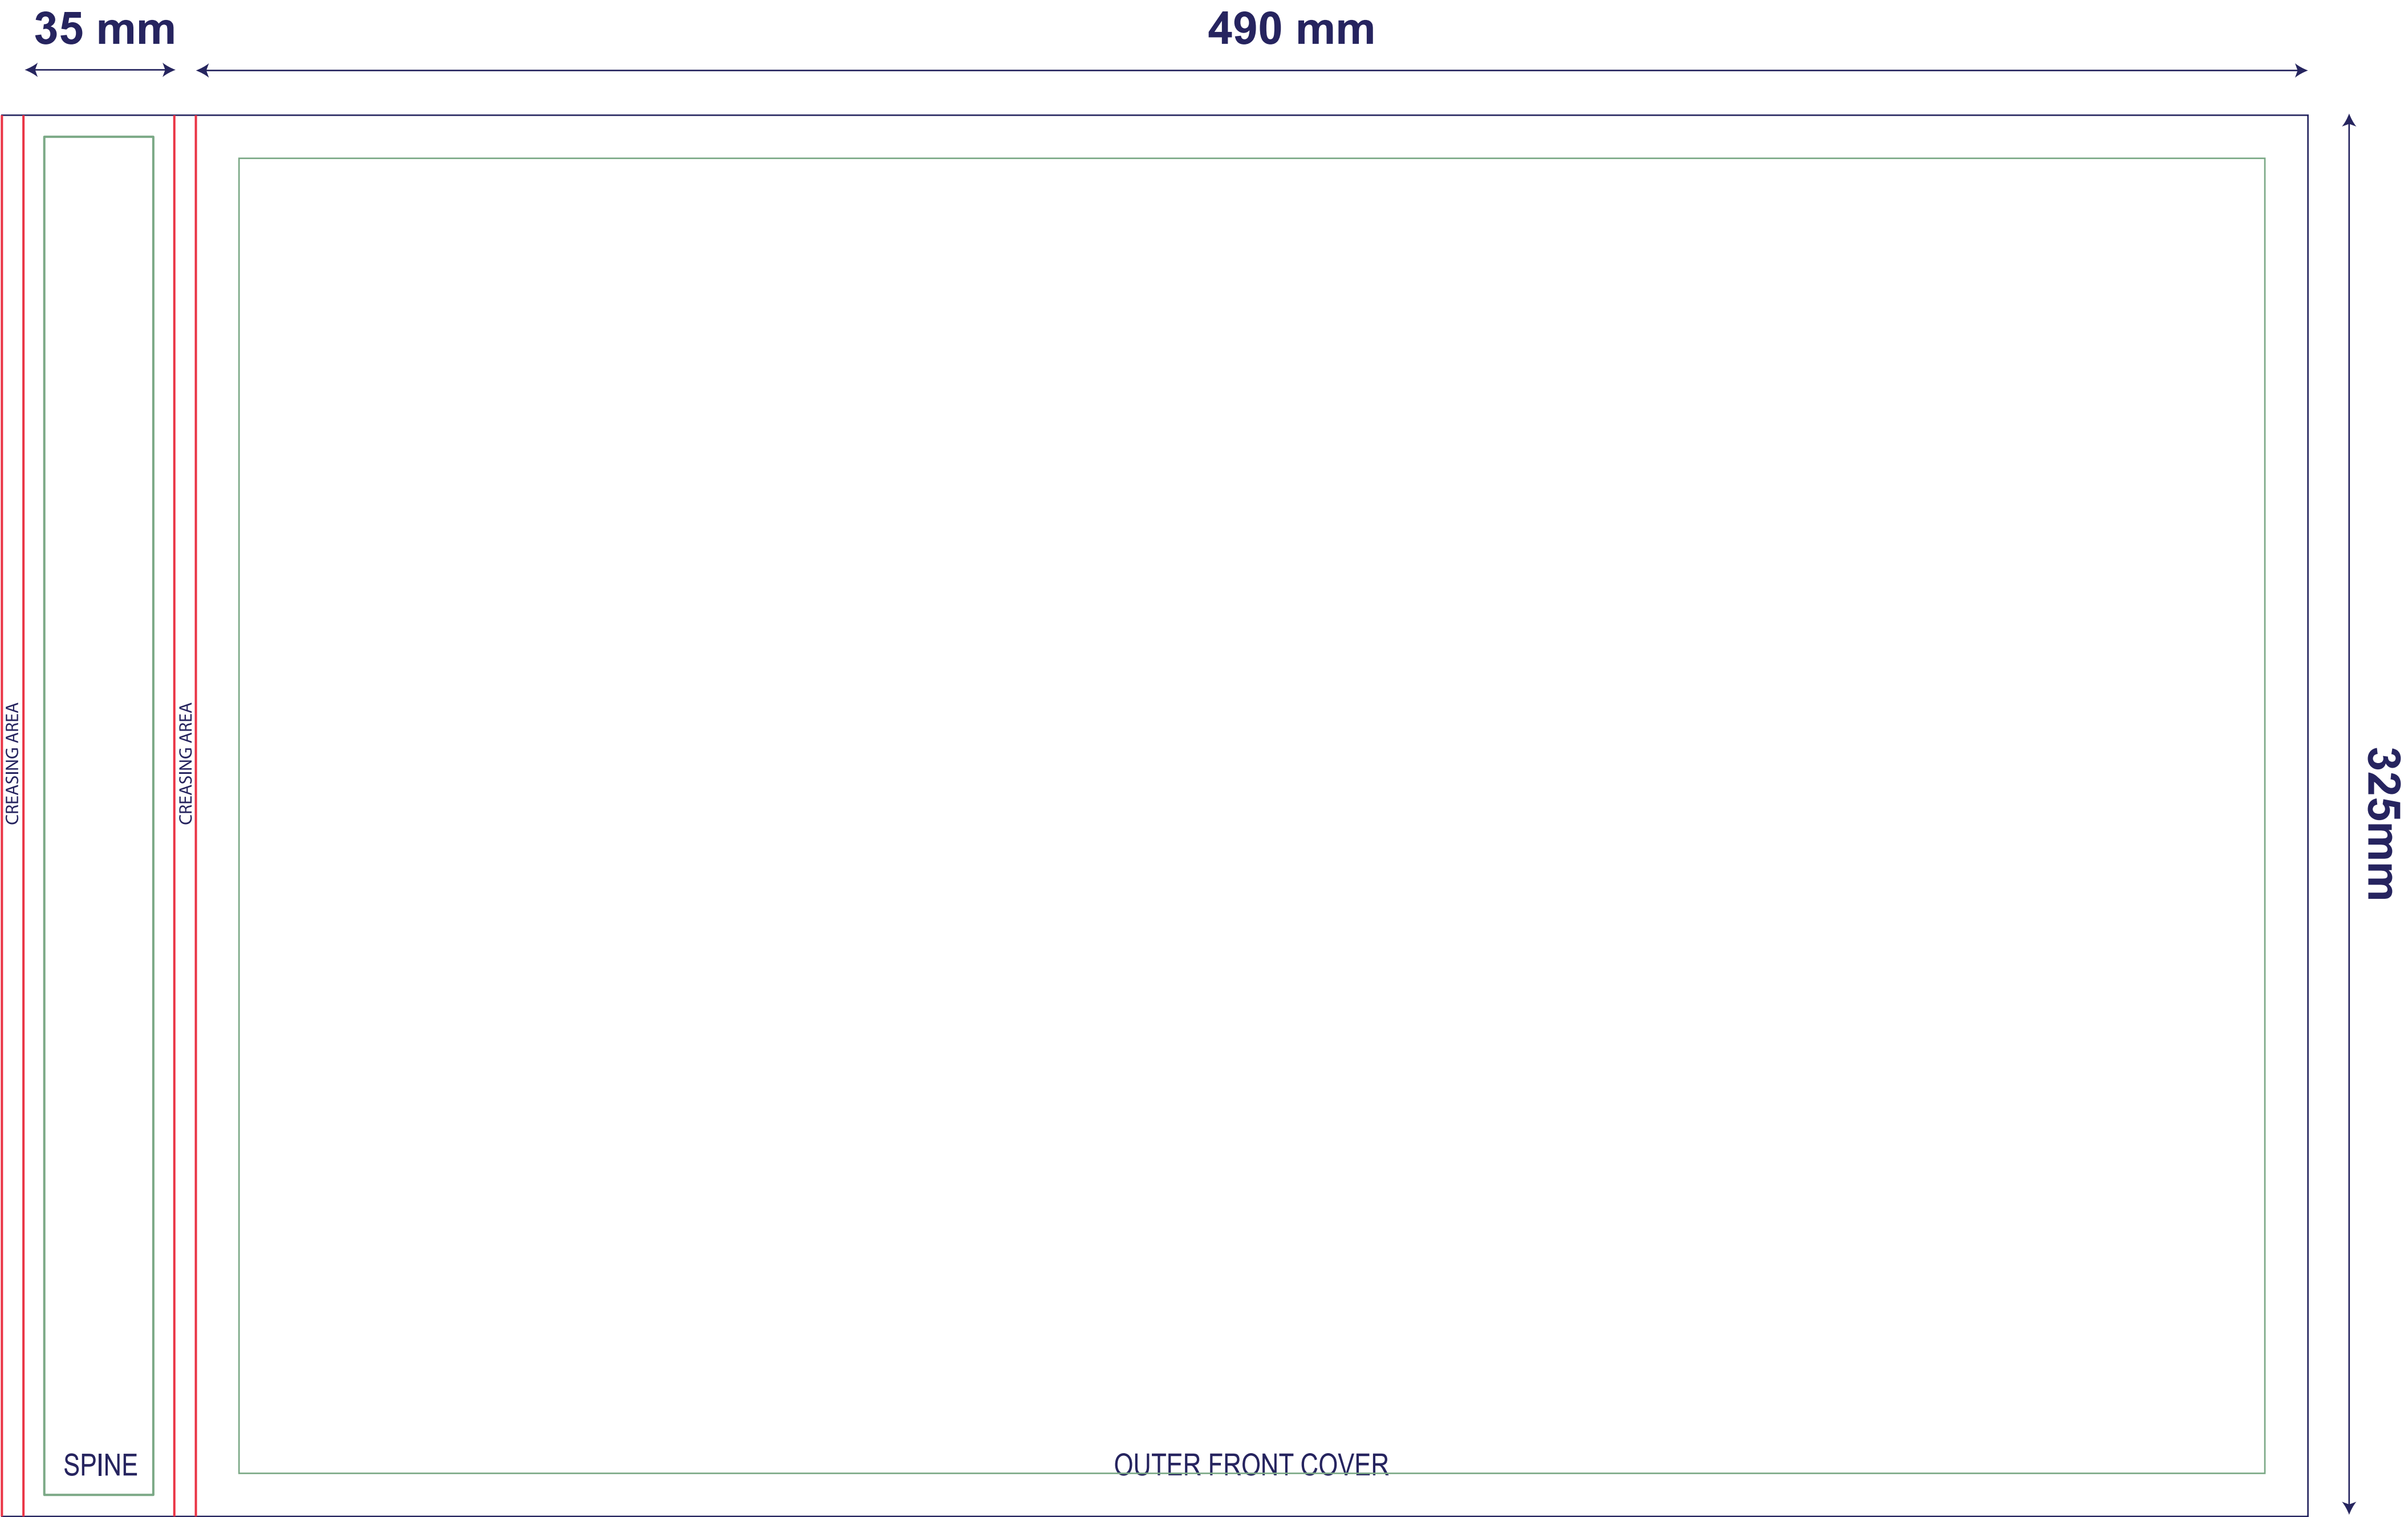 35 mm
490 mm
CREASING AREA
CREASING AREA
325mm
SPINE
OUTER FRONT COVER